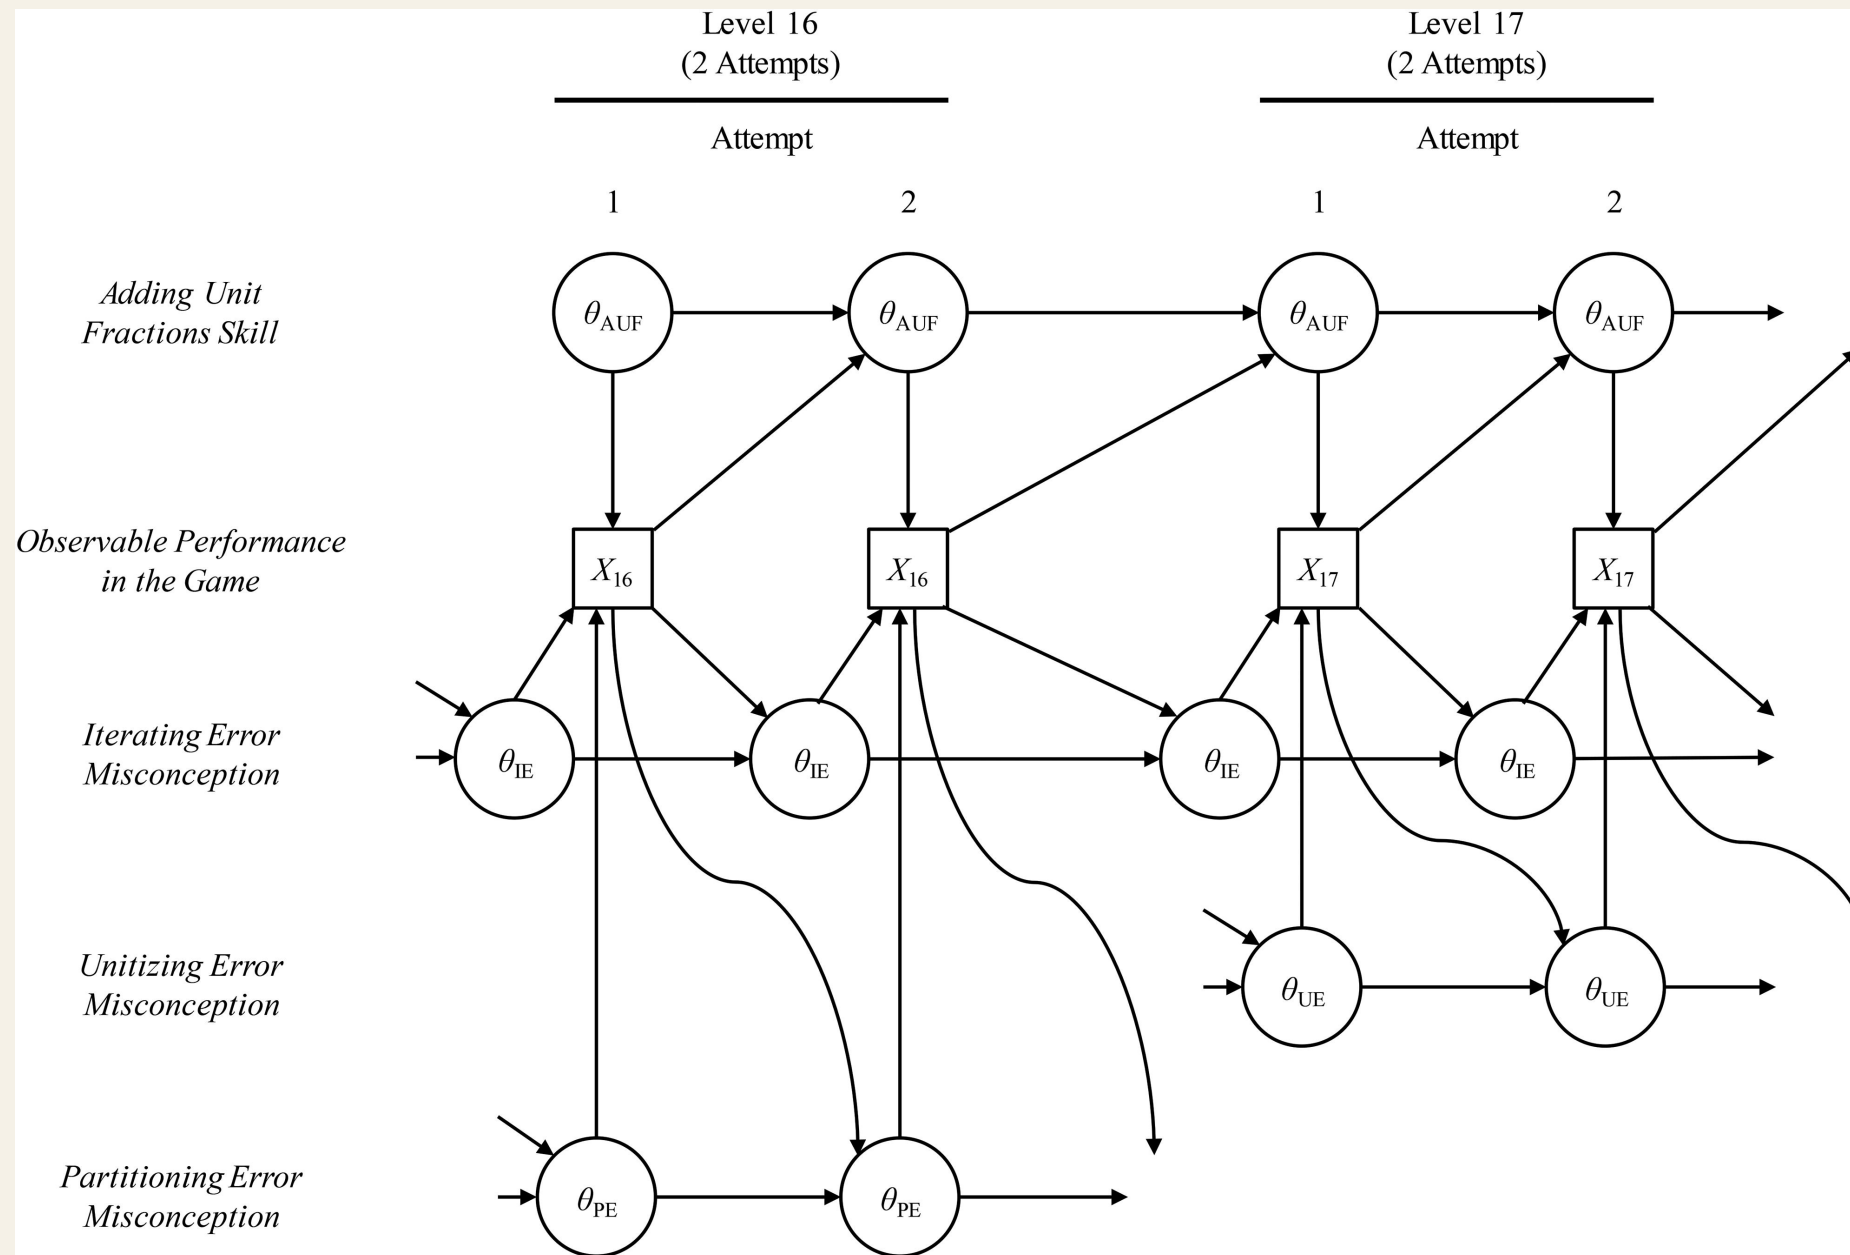 Level 16
(2 Attempts)
Level 17
(2 Attempts)
Attempt
Attempt
1
2
1
2
Adding Unit
Fractions Skill
θAUF
θAUF
θAUF
θAUF
Observable Performance
in the Game
X16
X16
X17
X17
Iterating Error
Misconception
θIE
θIE
θIE
θIE
Unitizing Error
Misconception
θUE
θUE
Partitioning Error
Misconception
θPE
θPE